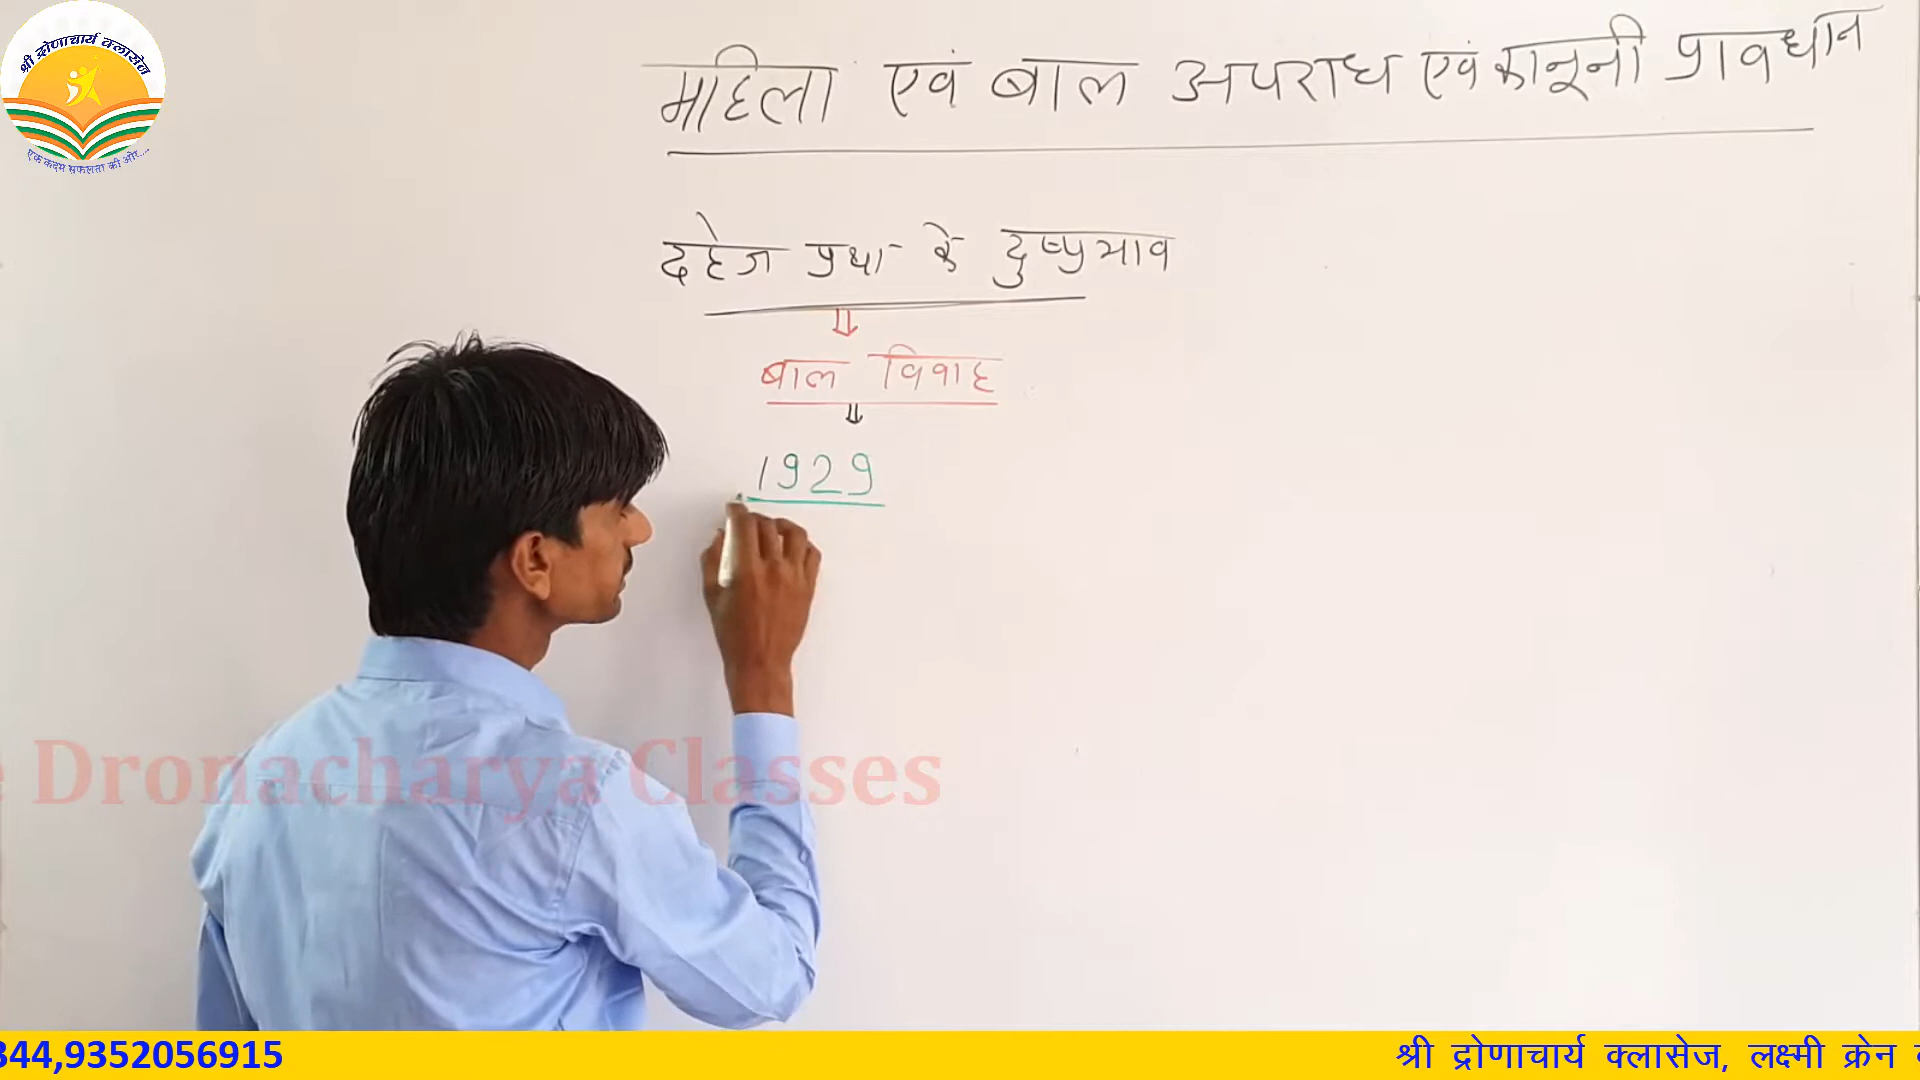 श्री द्रोणाचार्य क्लासेज
एक कदम सफलता की ओर....
महिला एवं बाल अपराध एवं कानूनी प्रावधान
दहेज प्रथा के दुष्प्रभाव
⇓
बाल विवाह
⇓
1929
Dronacharya Classes
344,9352056915
श्री द्रोणाचार्य क्लासेज, लक्ष्मी क्रेन